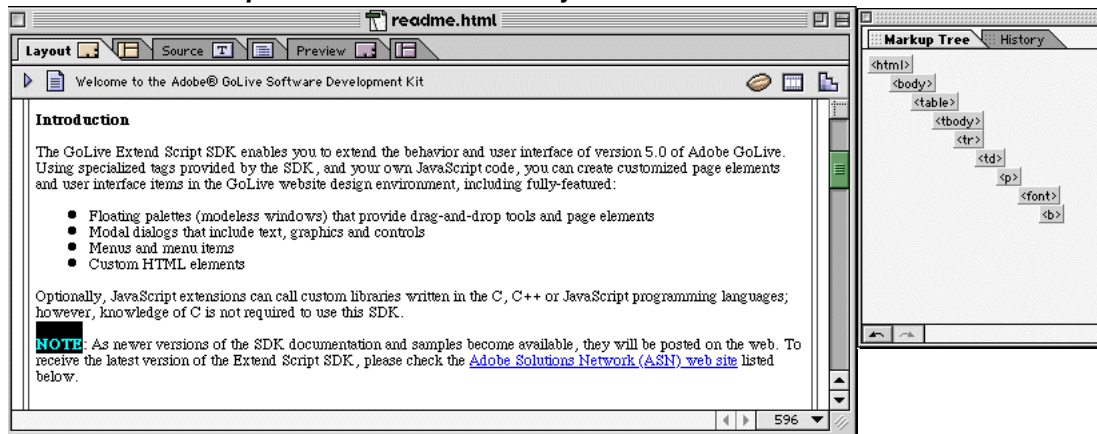 readme.html
Layout Source T Preview
Welcome to the Adobe® GoLive Software Development Kit
Introduction
The GoLive Extend Script SDK enables you to extend the behavior and user interface of version 5.0 of Adobe GoLive.
Using specialized tags provided by the SDK, and your own JavaScript code, you can create customized page elements
and user interface items in the GoLive website design environment, including fully-featured:
Floating palettes (modeless windows) that provide drag-and-drop tools and page elements
Modal dialogs that include text, graphics and controls
Menus and menu items
Custom HTML elements
Optionally, JavaScript extensions can call custom libraries written in the C, C++ or JavaScript programming languages;
however, knowledge of C is not required to use this SDK.
NOTE: As newer versions of the SDK documentation and samples become available, they will be posted on the web. To
receive the latest version of the Extend Script SDK, please check the Adobe Solutions Network (ASN) web site listed
below.
596
Markup Tree History
<html>
<body>
<table>
<tbody>
<tr>
<td>
<p>
<font>
<b>